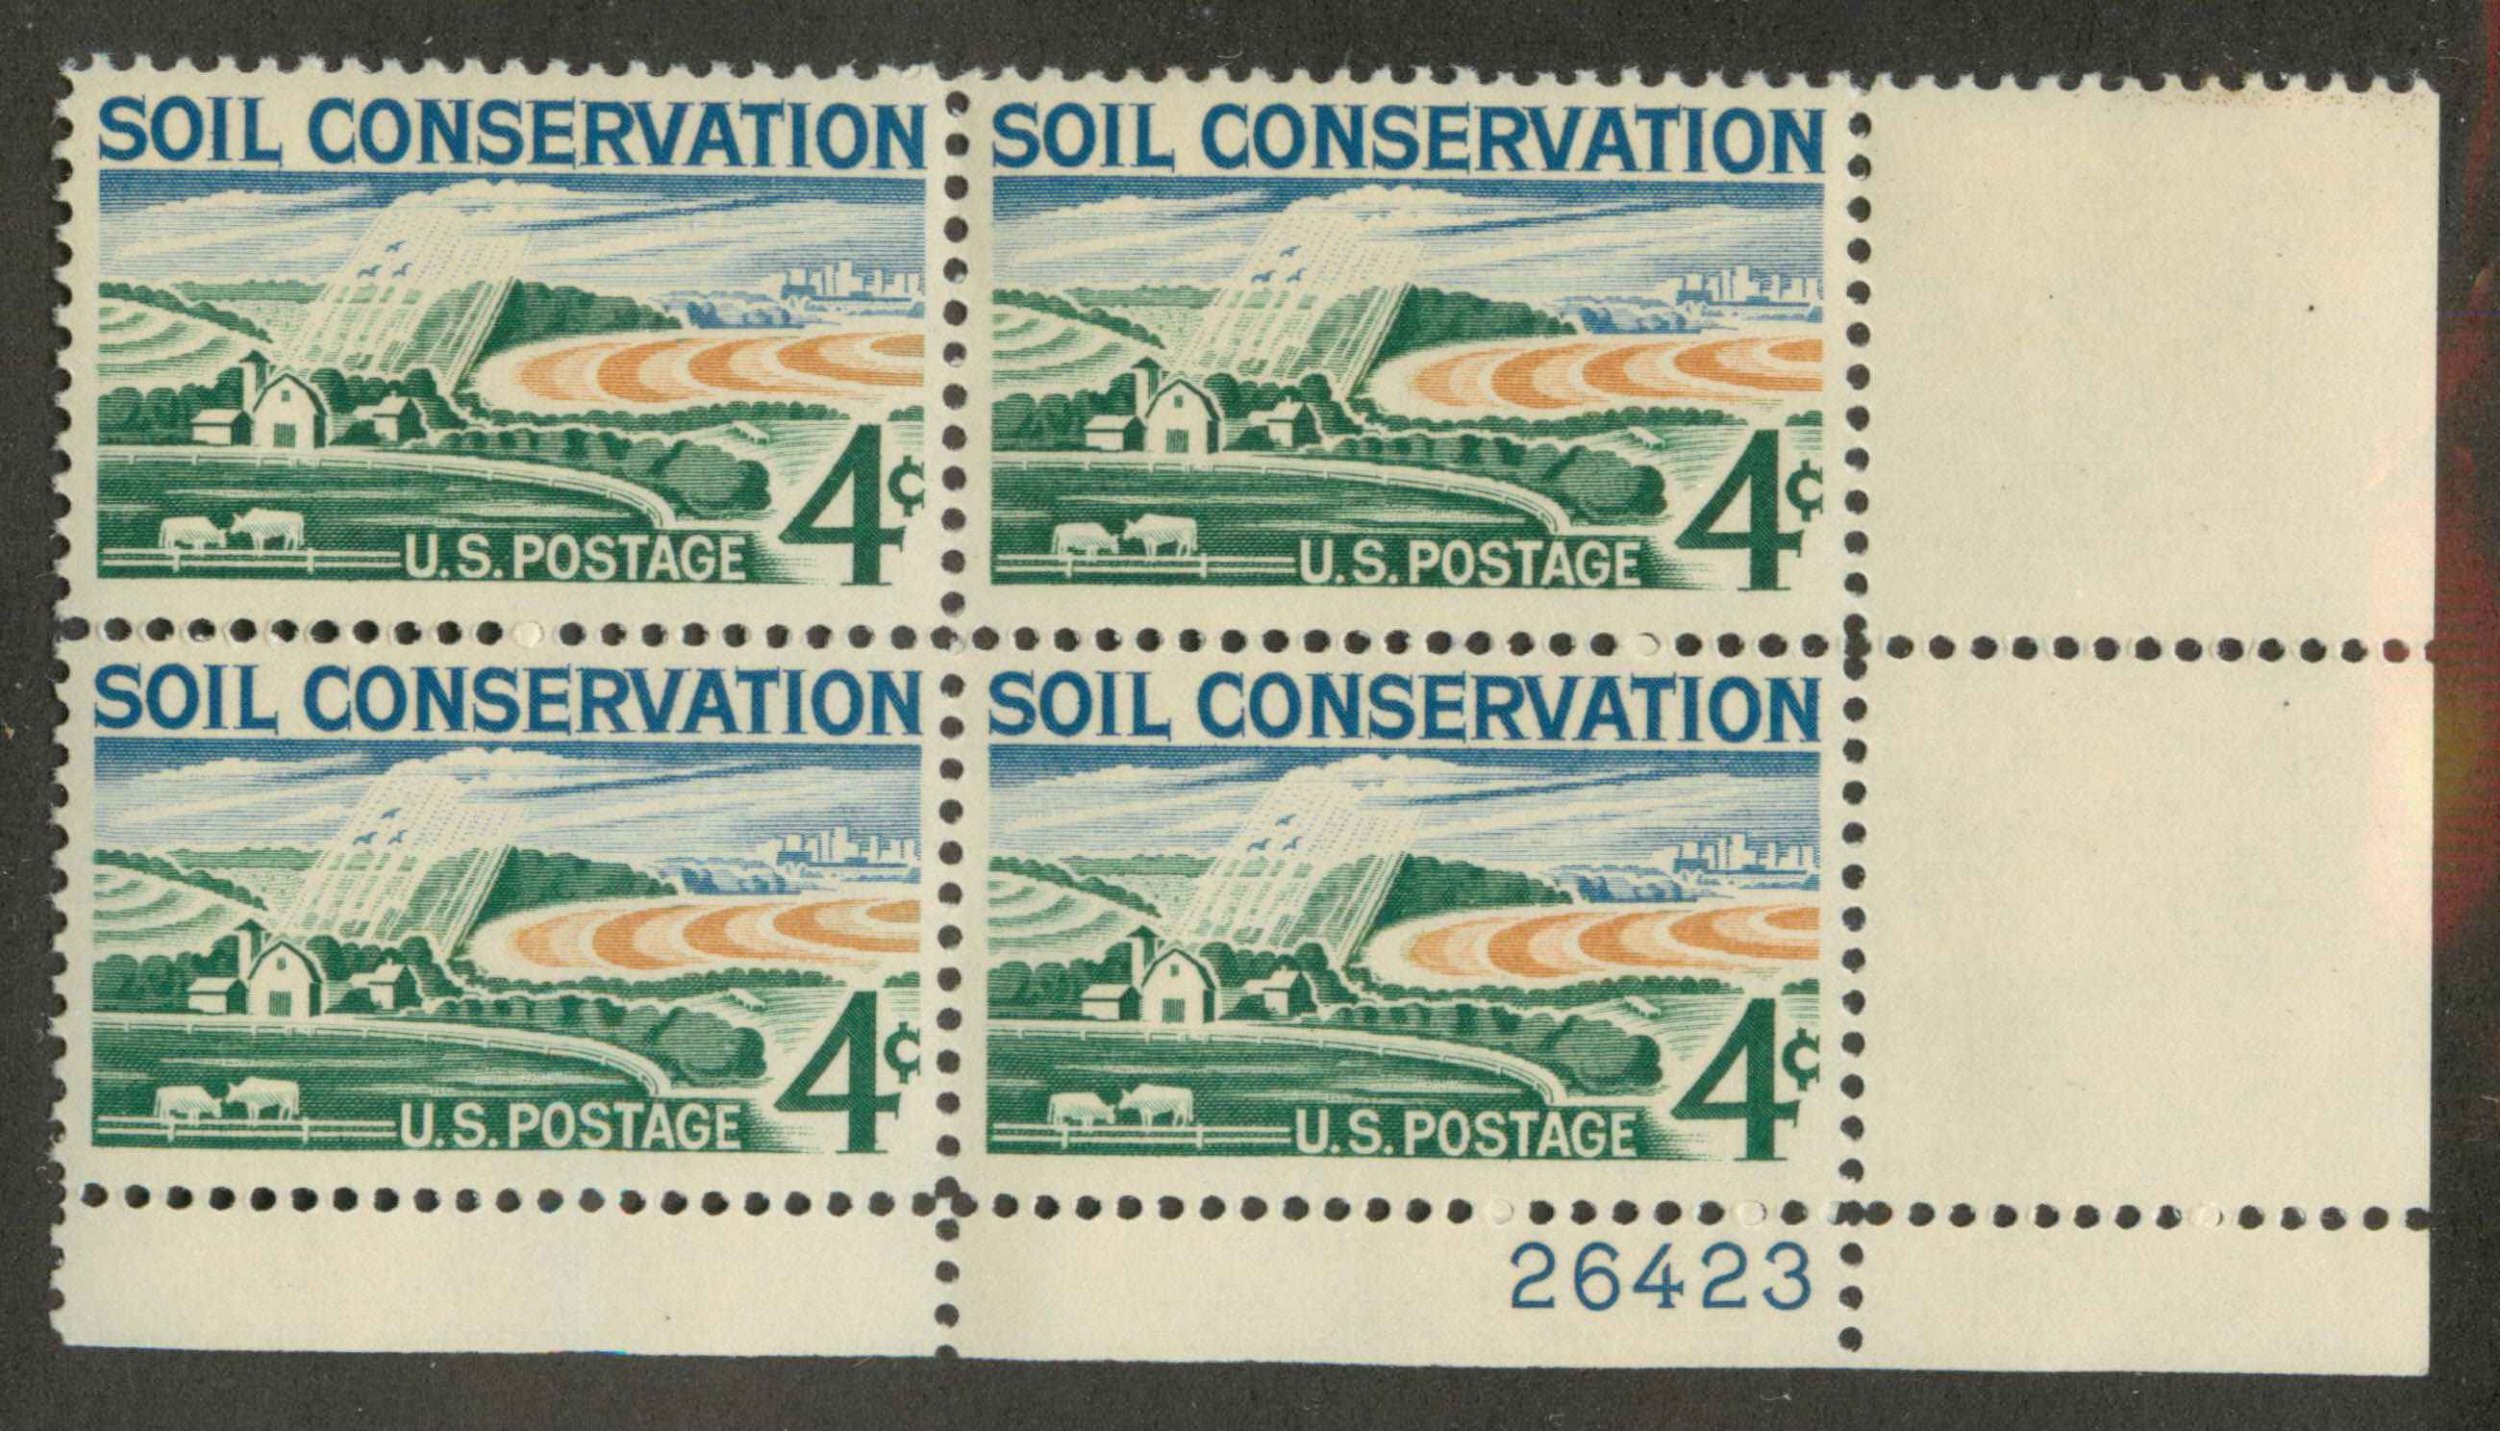 SOIL CONSERVATION
4¢
U.S. POSTAGE
SOIL CONSERVATION
4¢
U.S. POSTAGE
SOIL CONSERVATION
4¢
U.S. POSTAGE
SOIL CONSERVATION
4¢
U.S. POSTAGE
26423